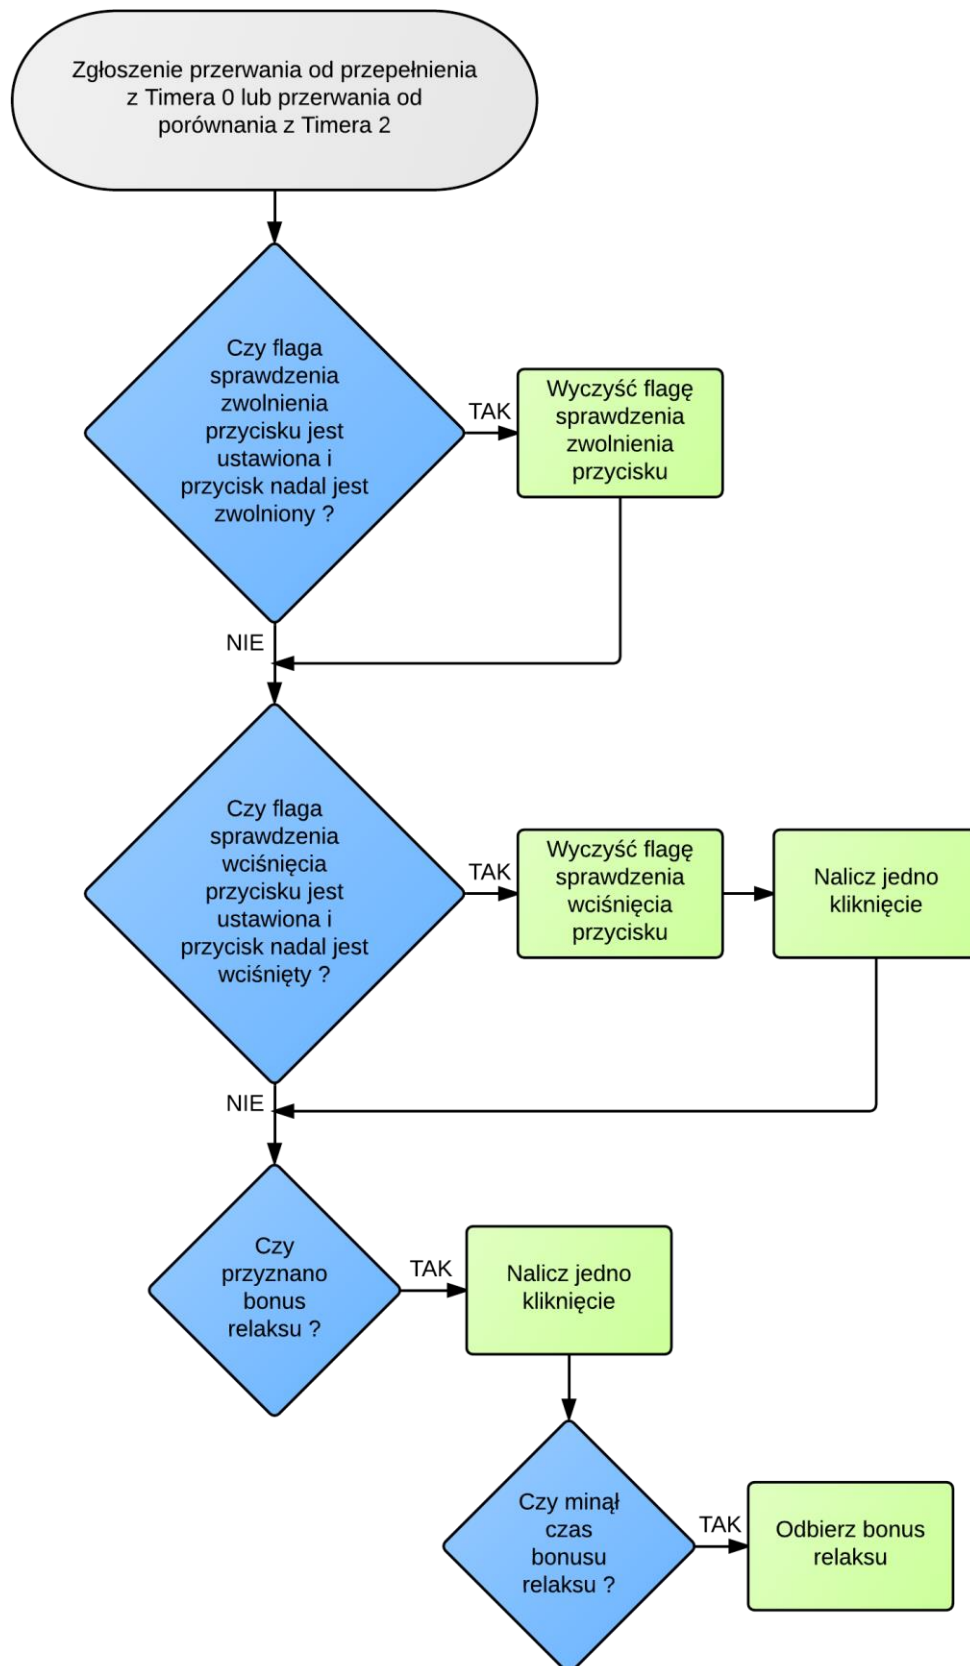 Zgłoszenie przerwania od przepełnienia
z Timera 0 lub przerwania od
porównania z Timera 2
Czy flaga
sprawdzenia
zwolnienia
przycisku jest
ustawiona i
przycisk nadal jest
zwolniony ?
TAK
Wyczyść flagę
sprawdzenia
zwolnienia
przycisku
NIE
Czy flaga
sprawdzenia
wciśnięcia
przycisku jest
ustawiona i
przycisk nadal jest
wciśnięty ?
TAK
Wyczyść flagę
sprawdzenia
wciśnięcia
przycisku
Nalicz jedno
kliknięcie
NIE
Czy
przyznano
bonus
relaksu ?
TAK
Nalicz jedno
kliknięcie
Czy minął
czas
bonusu
relaksu ?
TAK
Odbierz bonus
relaksu